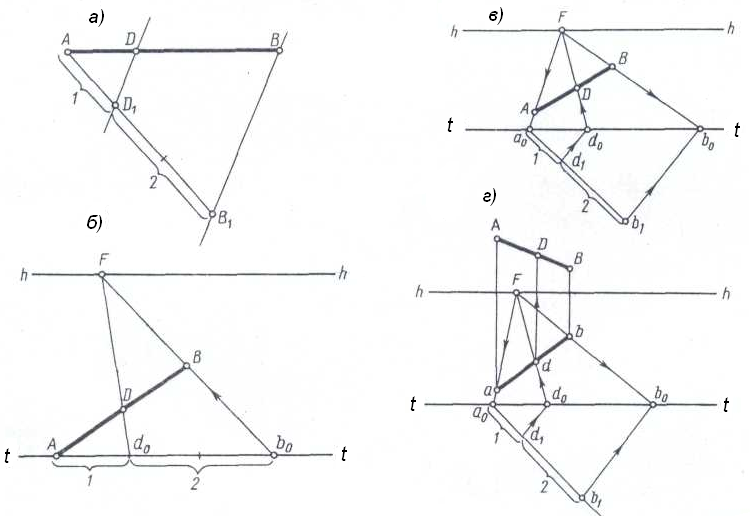 а)
A D B
1
D₁
2
B₁
б)
h F h
B
D
t A d₀ b₀ t
1 2
в)
h F h
B
D
A
t a₀ d₀ b₀ t
1 d₁
2
b₁
г)
A
D
B
h F h
b
d
a
t a₀ d₀ b₀ t
1 d₁
2
b₁